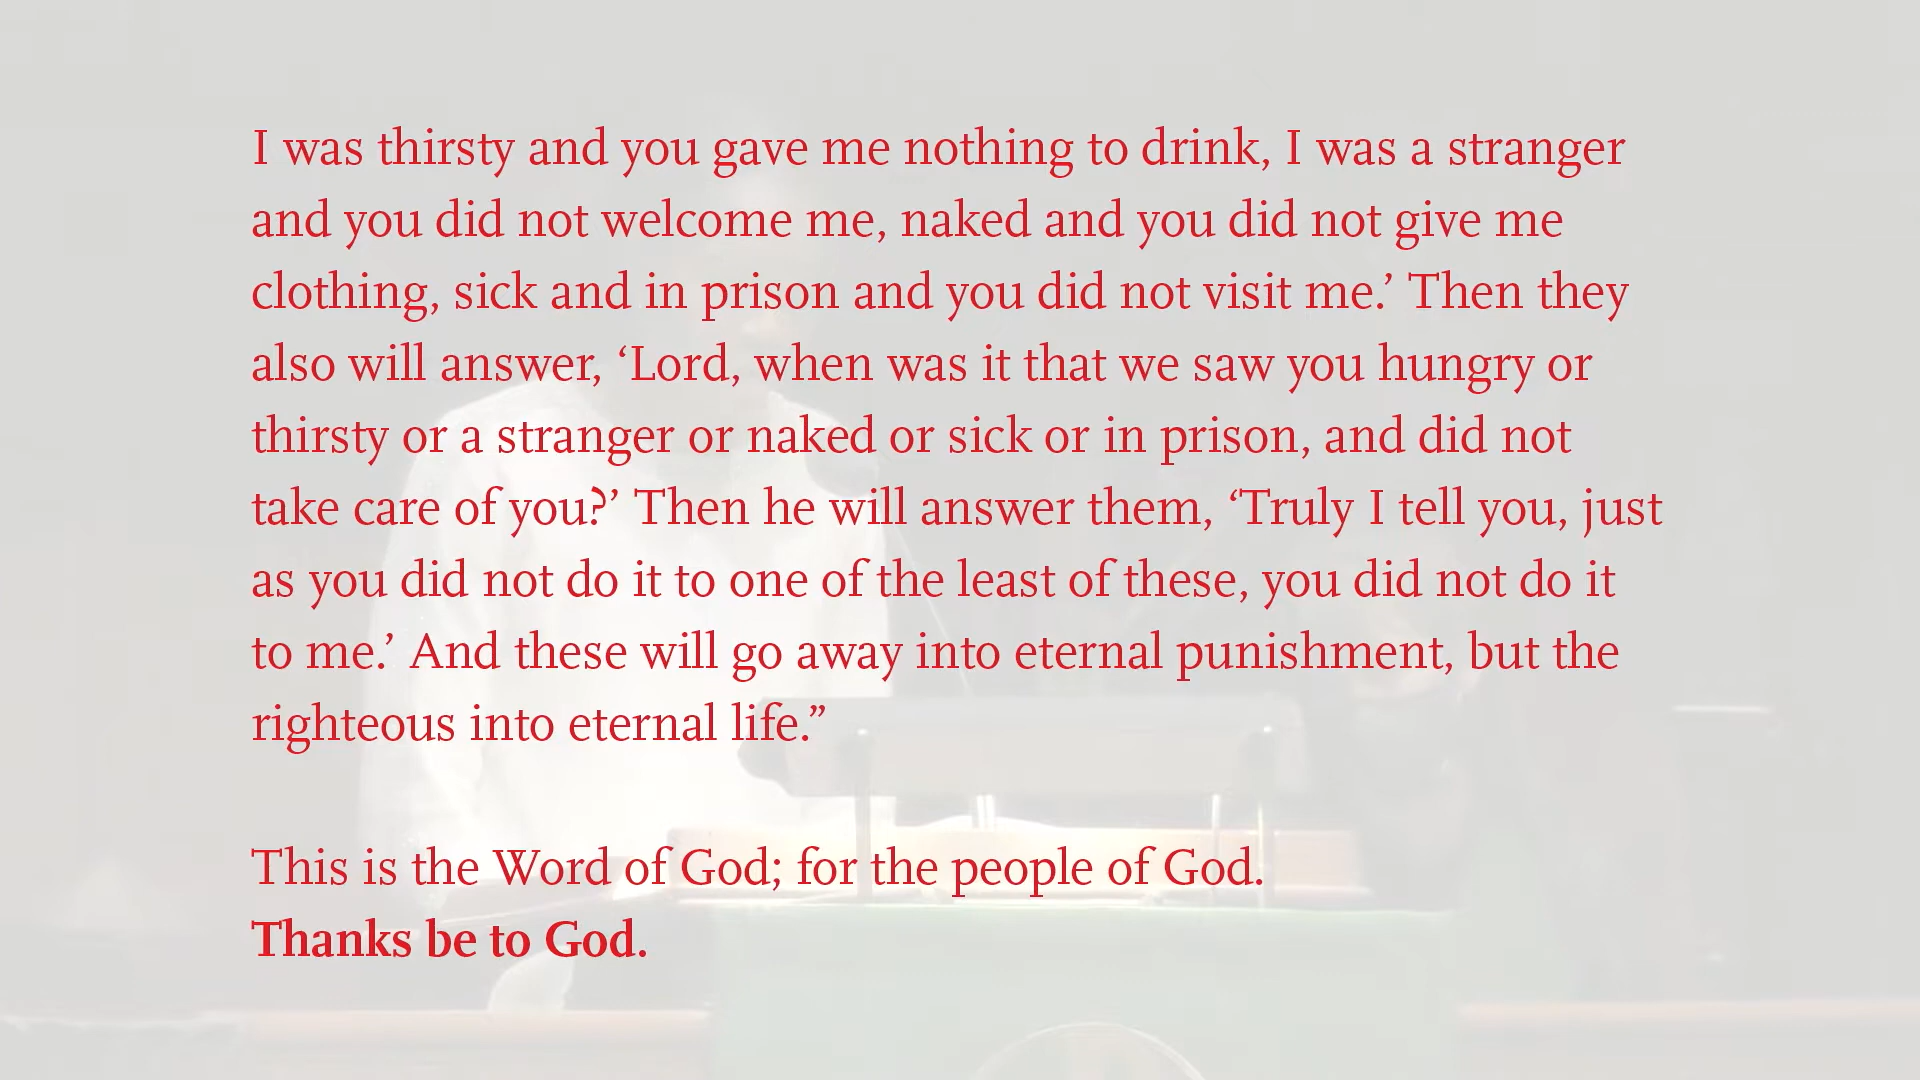 I was thirsty and you gave me nothing to drink, I was a stranger
and you did not welcome me, naked and you did not give me
clothing, sick and in prison and you did not visit me.’ Then they
also will answer, ‘Lord, when was it that we saw you hungry or
thirsty or a stranger or naked or sick or in prison, and did not
take care of you?’ Then he will answer them, ‘Truly I tell you, just
as you did not do it to one of the least of these, you did not do it
to me.’ And these will go away into eternal punishment, but the
righteous into eternal life.”
This is the Word of God; for the people of God.
Thanks be to God.